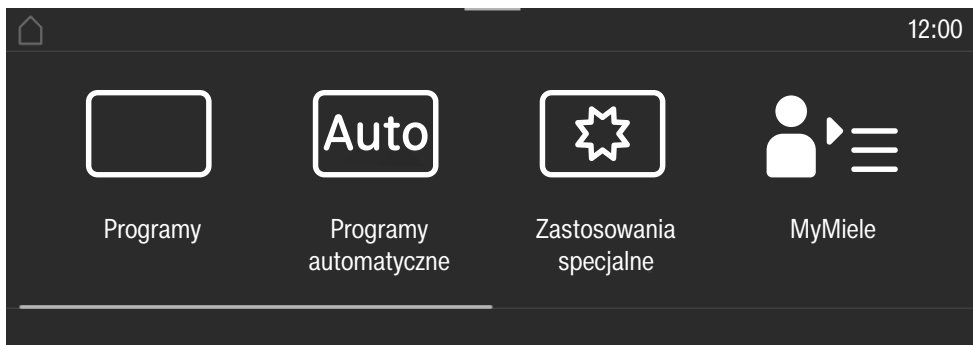 12:00
Auto
Programy
Programy
automatyczne
Zastosowania
specjalne
MyMiele